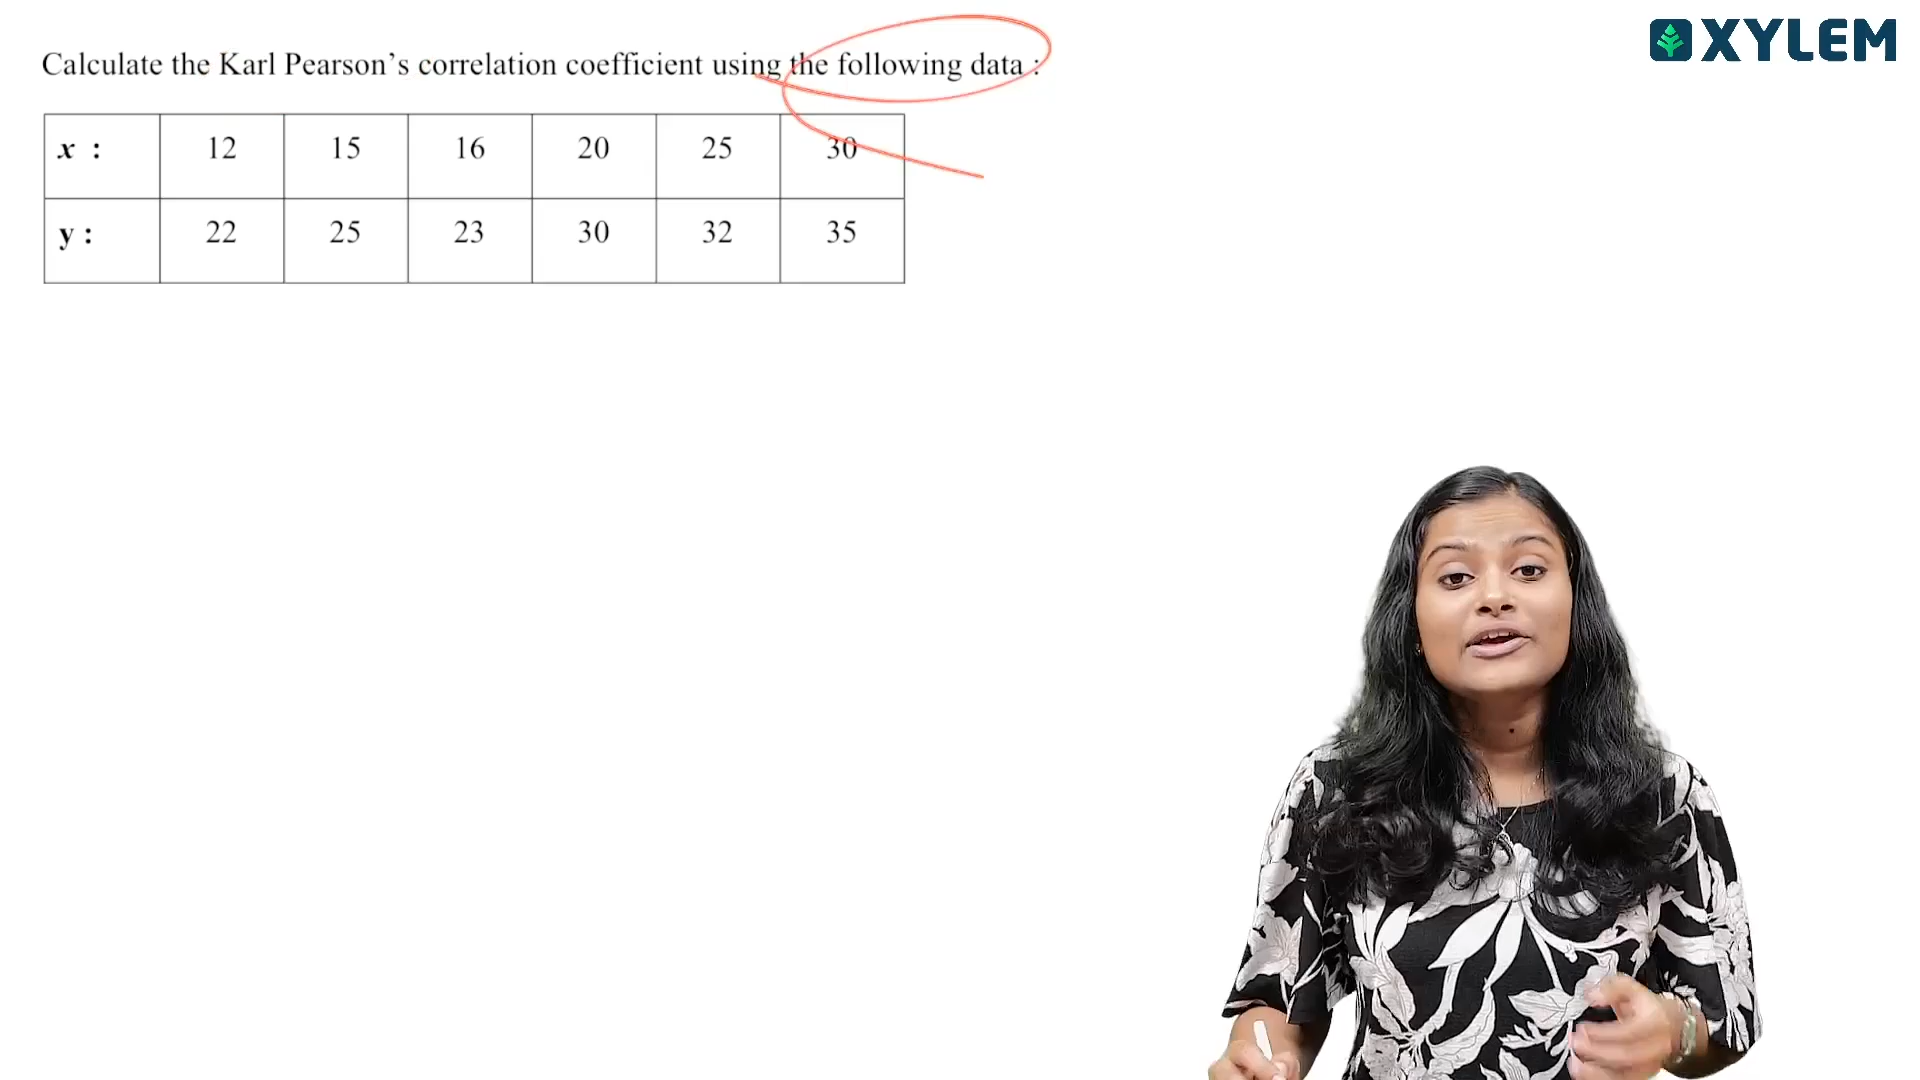 XYLEM
Calculate the Karl Pearson’s correlation coefficient using the following data :
x : 12 15 16 20 25 30
y : 22 25 23 30 32 35